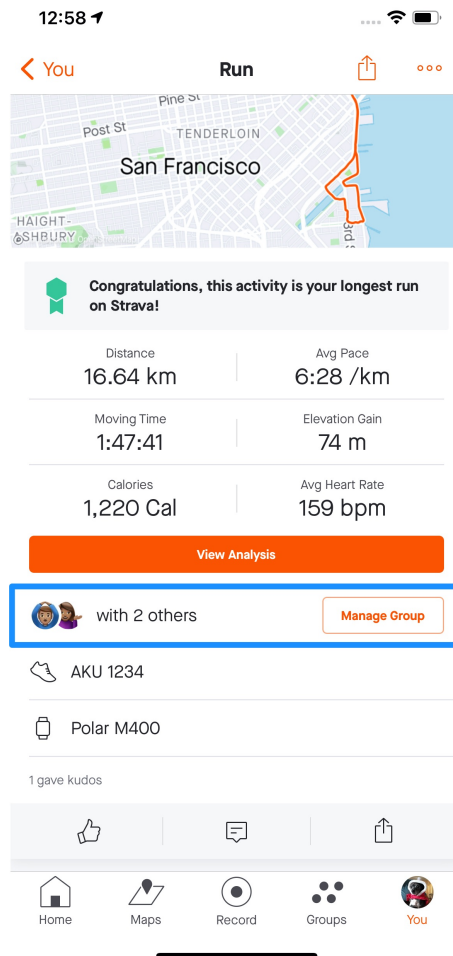 12:58
You
Run
Pine St
Post St
TENDERLOIN
San Francisco
HAIGHT-
ASHBURY
3rd S
Congratulations, this activity is your longest run
on Strava!
Distance
16.64 km
Avg Pace
6:28 /km
Moving Time
1:47:41
Elevation Gain
74 m
Calories
1,220 Cal
Avg Heart Rate
159 bpm
View Analysis
with 2 others
Manage Group
AKU 1234
Polar M400
1 gave kudos
Home
Maps
Record
Groups
You